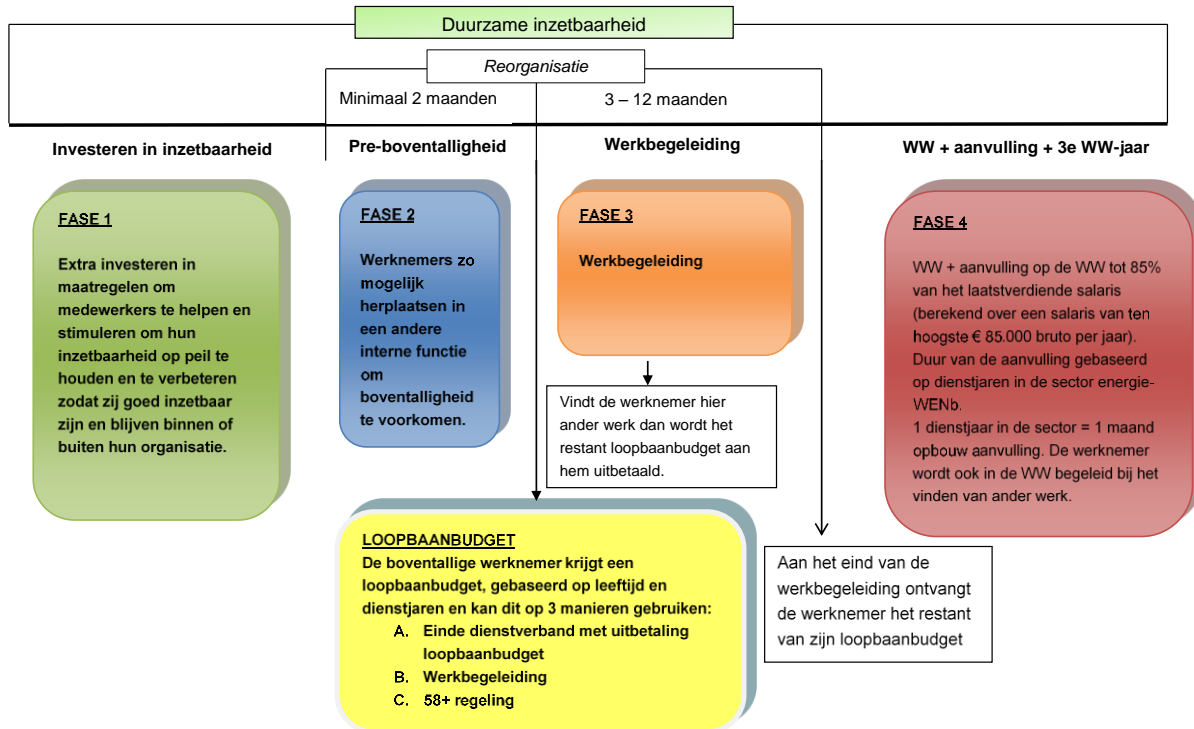 Duurzame inzetbaarheid
Reorganisatie
Minimaal 2 maanden
3 – 12 maanden
Investeren in inzetbaarheid
Pre-boventalligheid
Werkbegeleiding
WW + aanvulling + 3e WW-jaar
FASE 1
Extra investeren in
maatregelen om
medewerkers te helpen en
stimuleren om hun
inzetbaarheid op peil te
houden en te verbeteren
zodat zij goed inzetbaar
zijn en blijven binnen of
buiten hun organisatie.
FASE 2
Werknemers zo
mogelijk
herplaatsen in
een andere
interne functie
om
boventalligheid
te voorkomen.
FASE 3
Werkbegeleiding
Vindt de werknemer hier
ander werk dan wordt het
restant loopbaanbudget aan
hem uitbetaald.
FASE 4
WW + aanvulling op de WW tot 85%
van het laatstverdiende salaris
(berekend over een salaris van ten
hoogste € 85.000 bruto per jaar).
Duur van de aanvulling gebaseerd
op dienstjaren in de sector energie-
WENb.
1 dienstjaar in de sector = 1 maand
opbouw aanvulling. De werknemer
wordt ook in de WW begeleid bij het
vinden van ander werk.
LOOPBAANBUDGET
De boventallige werknemer krijgt een
loopbaanbudget, gebaseerd op leeftijd en
dienstjaren en kan dit op 3 manieren gebruiken:
A. Einde dienstverband met uitbetaling
loopbaanbudget
B. Werkbegeleiding
C. 58+ regeling
Aan het eind van de
werkbegeleiding ontvangt
de werknemer het restant
van zijn loopbaanbudget